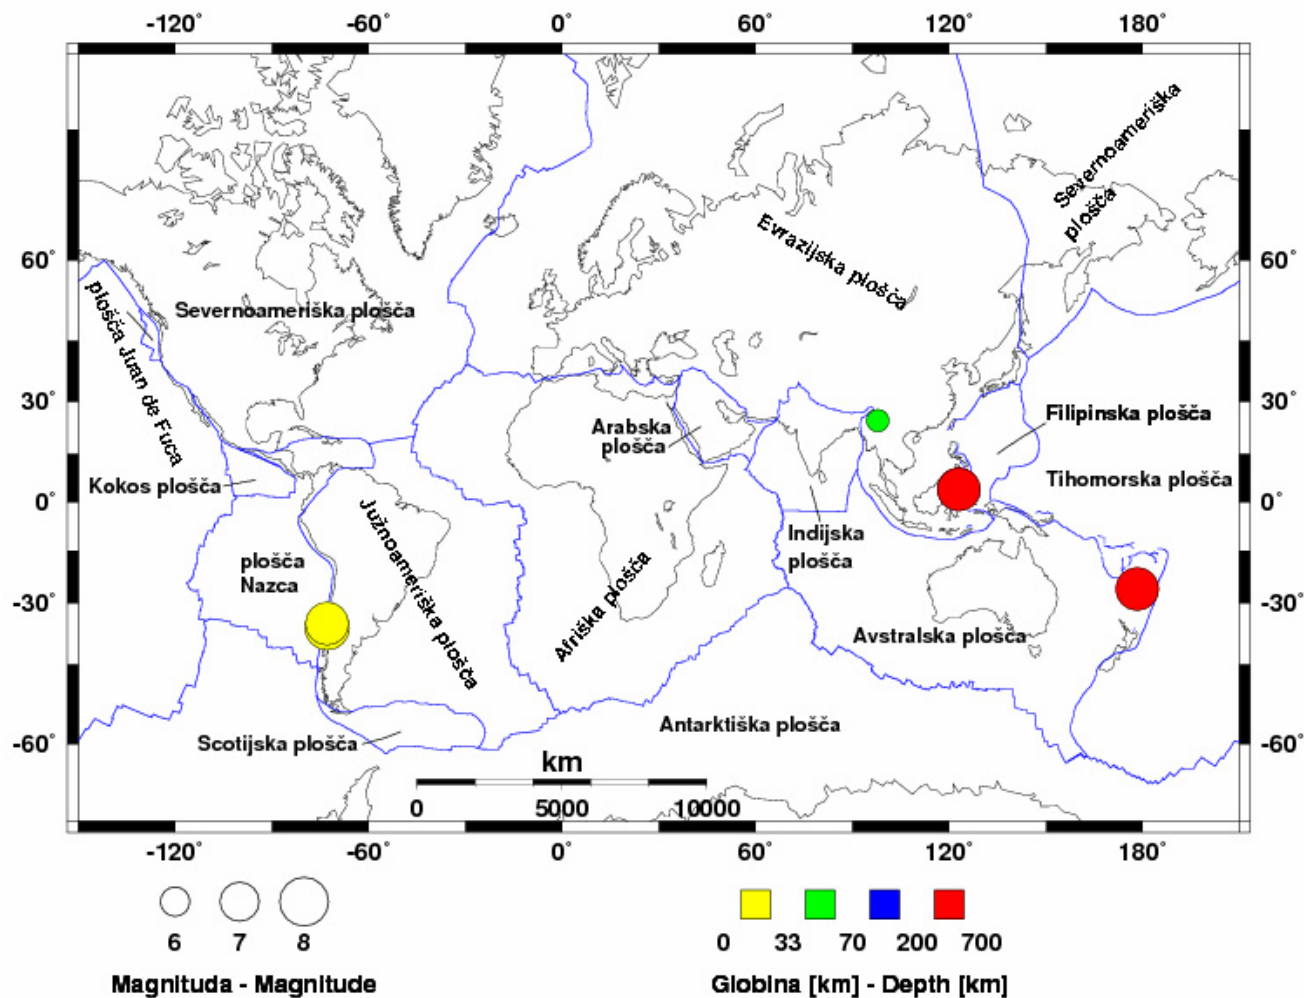 -120° -60° 0° 60° 120° 180°
60° 60°
30° 30°
0° 0°
-30° -30°
-60° -60°
Severnoameriška
plošča
Evrazijska plošča
Severnoameriška plošča
plošča Juan de Fuca
Filipinska plošča
Arabska
plošča
Kokos plošča
Tihomorska plošča
Južnoameriška plošča
Indijska
plošča
plošča
Nazca
Afriška plošča
Avstralska plošča
Antarktiška plošča
Scotijska plošča
km
0 5000 10000
-120° -60° 0° 60° 120° 180°
6 7 8
0 33 70 200 700
Magnituda - Magnitude
Globina [km] - Depth [km]